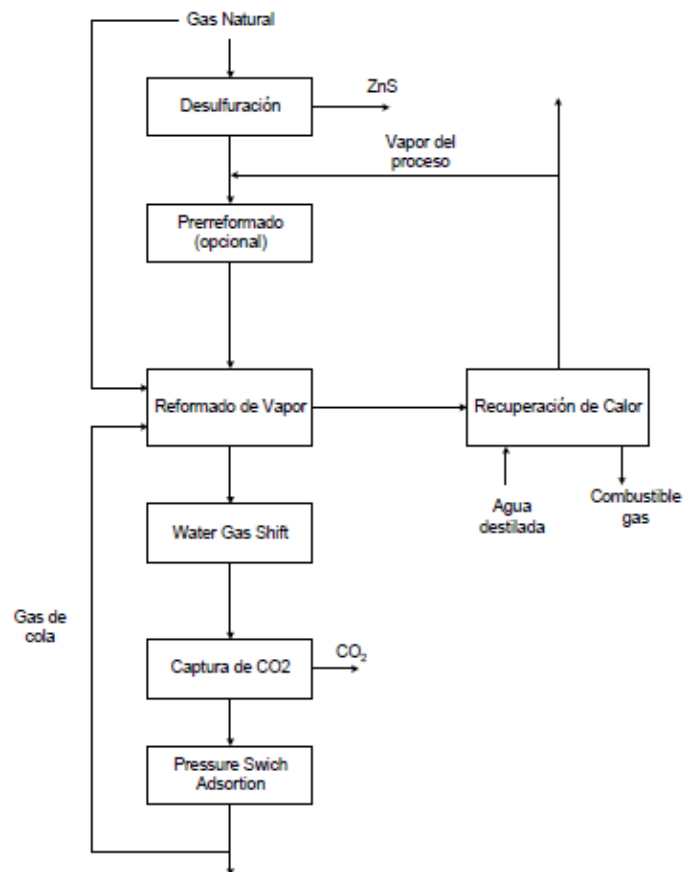 Gas Natural
Desulfuración
ZnS
Vapor del
proceso
Prerreformado
(opcional)
Reformado de Vapor
Recuperación de Calor
Agua
destilada
Combustible
gas
Water Gas Shift
Gas de
cola
Captura de CO2
CO₂
Pressure Swich
Adsortion